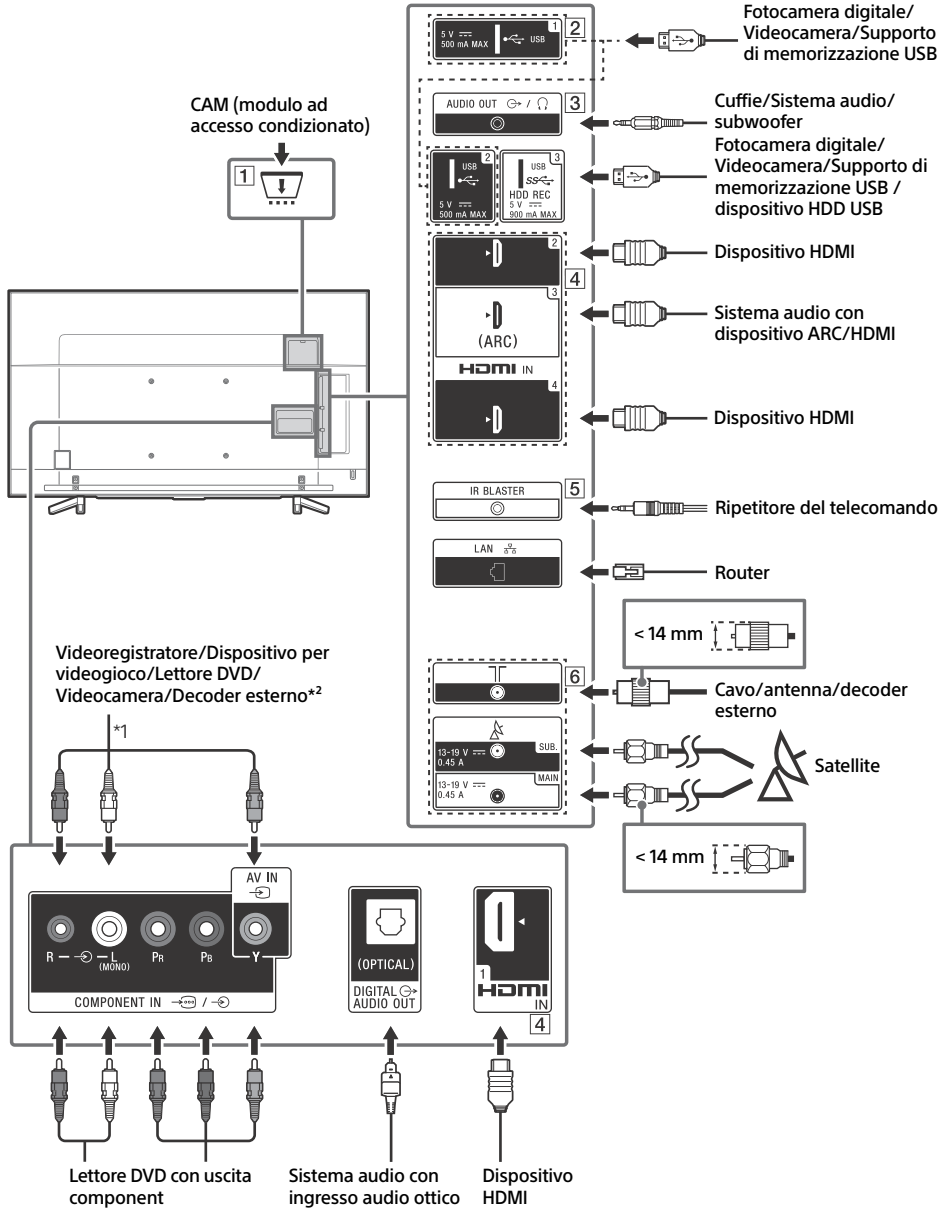 Fotocamera digitale/
Videocamera/Supporto
di memorizzazione USB
5 V
500 mA MAX
USB
1
2
AUDIO OUT
/
3
Cuffie/Sistema audio/
subwoofer
CAM (modulo ad
accesso condizionato)
1
2
5 V
500 mA MAX
USB
3
SS
HDD REC
5 V
900 mA MAX
Fotocamera digitale/
Videocamera/Supporto di
memorizzazione USB /
dispositivo HDD USB
2
4
Dispositivo HDMI
3
(ARC)
HDMI IN
Sistema audio con
dispositivo ARC/HDMI
4
Dispositivo HDMI
IR BLASTER
5
Ripetitore del telecomando
LAN
Router
< 14 mm
6
Cavo/antenna/decoder
esterno
13-19 V
0.45 A
SUB.
13-19 V
0.45 A
MAIN
Satellite
< 14 mm
Videoregistratore/Dispositivo per
videogioco/Lettore DVD/
Videocamera/Decoder esterno*2
*1
AV IN
R L
(MONO)
PR
PB
Y
COMPONENT IN /
(OPTICAL)
DIGITAL
AUDIO OUT
1
HDMI
IN
4
Lettore DVD con uscita
component
Sistema audio con
ingresso audio ottico
Dispositivo
HDMI